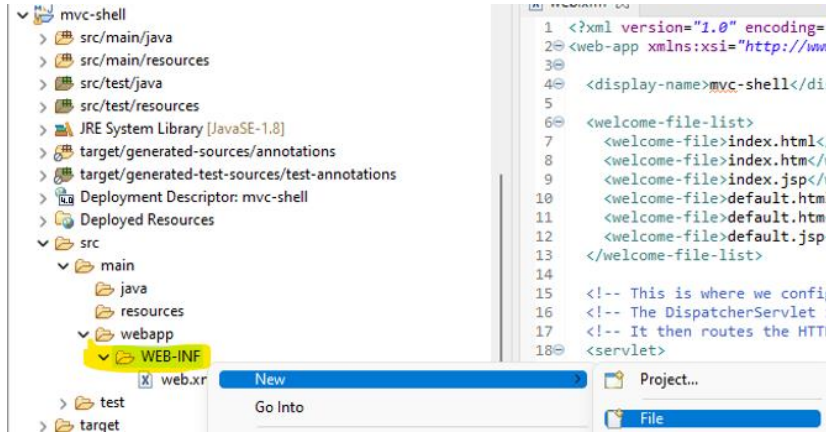 mvc-shell
src/main/java
src/main/resources
src/test/java
src/test/resources
JRE System Library [JavaSE-1.8]
target/generated-sources/annotations
target/generated-test-sources/test-annotations
Deployment Descriptor: mvc-shell
Deployed Resources
src
main
java
resources
webapp
WEB-INF
web.xm
test
target
New
Go Into
Project...
File
1 <?xml version="1.0" encoding=
2 <web-app xmlns:xsi="http://ww
3
4 <display-name>mvc-shell</di
5
6 <welcome-file-list>
7 <welcome-file>index.html<
8 <welcome-file>index.htm</
9 <welcome-file>index.jsp</
10 <welcome-file>default.htm
11 <welcome-file>default.htm
12 <welcome-file>default.jsp
13 </welcome-file-list>
14
15 <!-- This is where we confi
16 <!-- The DispatcherServlet
17 <!-- It then routes the HTT
18 <servlet>